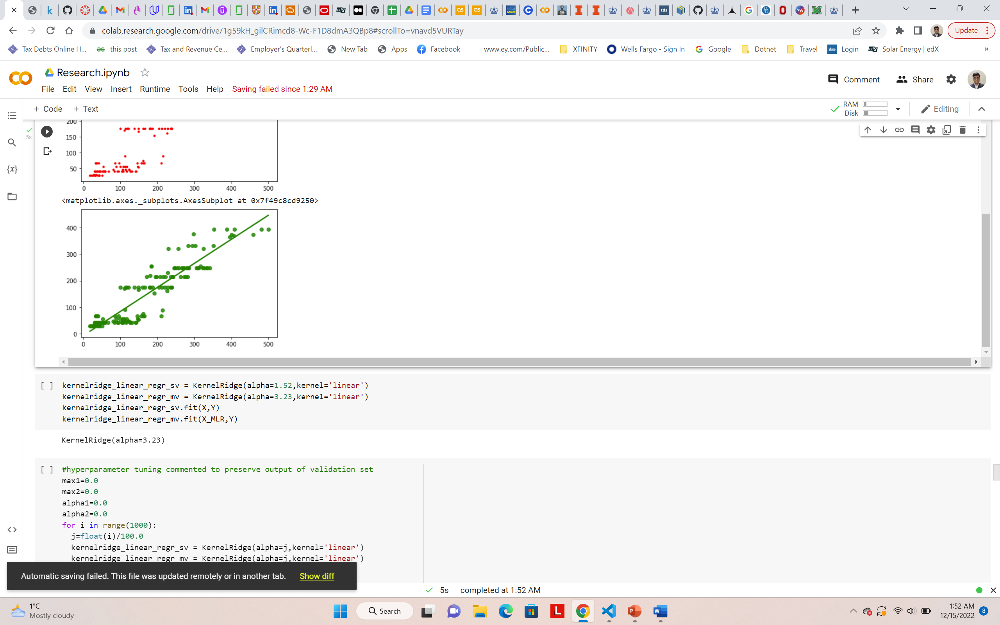 colab.research.google.com/drive/1g59kH_gilCRimcd8-Wc-F1D8dmA3QBp8#scrollTo=vnavd5VURTay
Update
Tax Debts Online H... this post Tax and Revenue Ce... Employer's Quarterl... New Tab Apps Facebook www.ey.com/Public... XFINITY Wells Fargo - Sign In Google Dotnet Travel Login Solar Energy | edX »
Research.ipynb
Comment Share
File Edit View Insert Runtime Tools Help Saving failed since 1:29 AM
+ Code + Text
RAM
Disk
Editing
5s
200
150
100
50
0 100 200 300 400 500
<matplotlib.axes._subplots.AxesSubplot at 0x7f49c8cd9250>
400
300
200
100
0
0 100 200 300 400 500
[ ] kernelridge_linear_regr_sv = KernelRidge(alpha=1.52,kernel='linear')
kernelridge_linear_regr_mv = KernelRidge(alpha=3.23,kernel='linear')
kernelridge_linear_regr_sv.fit(X,Y)
kernelridge_linear_regr_mv.fit(X_MLR,Y)
KernelRidge(alpha=3.23)
[ ] #hyperparameter tuning commented to preserve output of validation set
max1=0.0
max2=0.0
alpha1=0.0
alpha2=0.0
for i in range(1000):
j=float(i)/100.0
kernelridge_linear_regr_sv = KernelRidge(alpha=j,kernel='linear')
kernelridge_linear_regr_mv = KernelRidge(alpha=j,kernel='linear')
Automatic saving failed. This file was updated remotely or in another tab. Show diff
5s completed at 1:52 AM
1°C
Mostly cloudy
Search
1:52 AM
12/15/2022
8